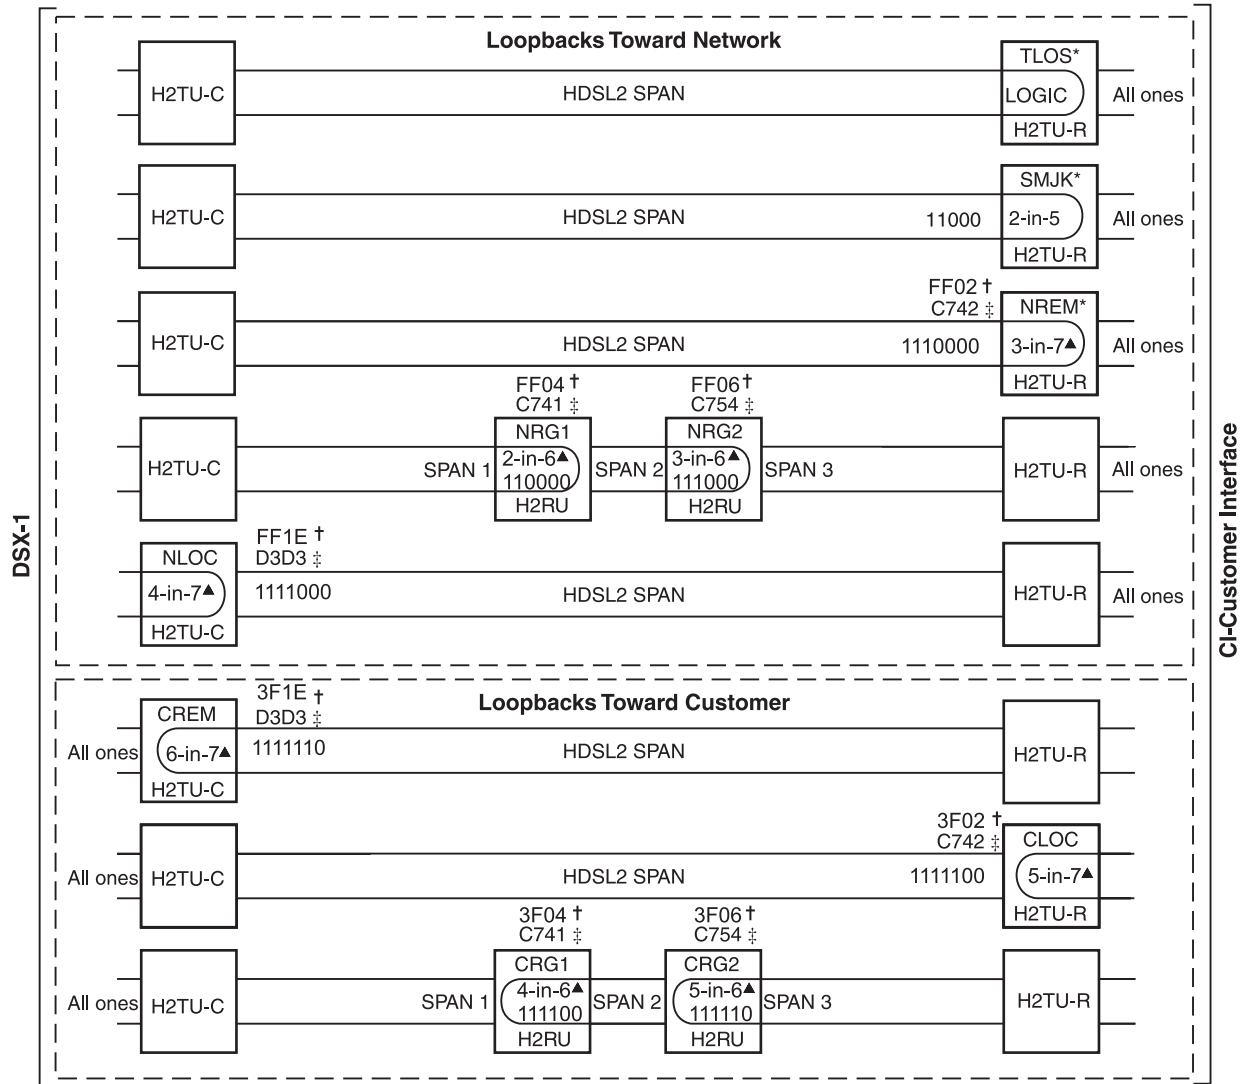 Loopbacks Toward Network
TLOS*
H2TU-C
HDSL2 SPAN
LOGIC
All ones
H2TU-R
SMJK*
H2TU-C
HDSL2 SPAN
11000
2-in-5
All ones
H2TU-R
FF02 †
C742 ‡
NREM*
H2TU-C
HDSL2 SPAN
1110000
3-in-7▲
All ones
H2TU-R
FF04 †
C741 ‡
FF06 †
C754 ‡
NRG1
NRG2
H2TU-C
SPAN 1
2-in-6▲
110000
SPAN 2
3-in-6▲
111000
SPAN 3
H2TU-R
All ones
H2RU
H2RU
FF1E †
D3D3 ‡
NLOC
4-in-7▲
1111000
HDSL2 SPAN
H2TU-R
All ones
H2TU-C
DSX-1
CI-Customer Interface
Loopbacks Toward Customer
3F1E †
D3D3 ‡
CREM
All ones
6-in-7▲
1111110
HDSL2 SPAN
H2TU-R
H2TU-C
3F02 †
C742 ‡
CLOC
All ones
H2TU-C
HDSL2 SPAN
1111100
5-in-7▲
H2TU-R
3F04 †
C741 ‡
3F06 †
C754 ‡
CRG1
CRG2
All ones
H2TU-C
SPAN 1
4-in-6▲
111100
SPAN 2
5-in-6▲
111110
SPAN 3
H2TU-R
H2RU
H2RU